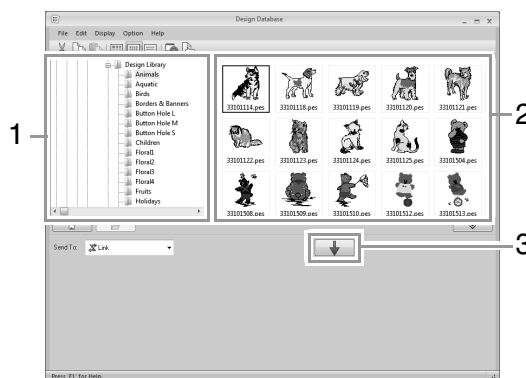 Design Database
File Edit Display Option Help
1
Design Library
Animals
Aquatic
Birds
Borders & Banners
Button Hole L
Button Hole M
Button Hole S
Children
Floral1
Floral2
Floral3
Floral4
Fruits
Holidays
2
33101114.pes 33101118.pes 33101119.pes 33101120.pes 33101121.pes
33101122.pes 33101123.pes 33101124.pes 33101125.pes 33101504.pes
33101508.pes 33101509.pes 33101510.pes 33101512.pes 33101513.pes
3
Send To: Link
Press 'F1' for Help.